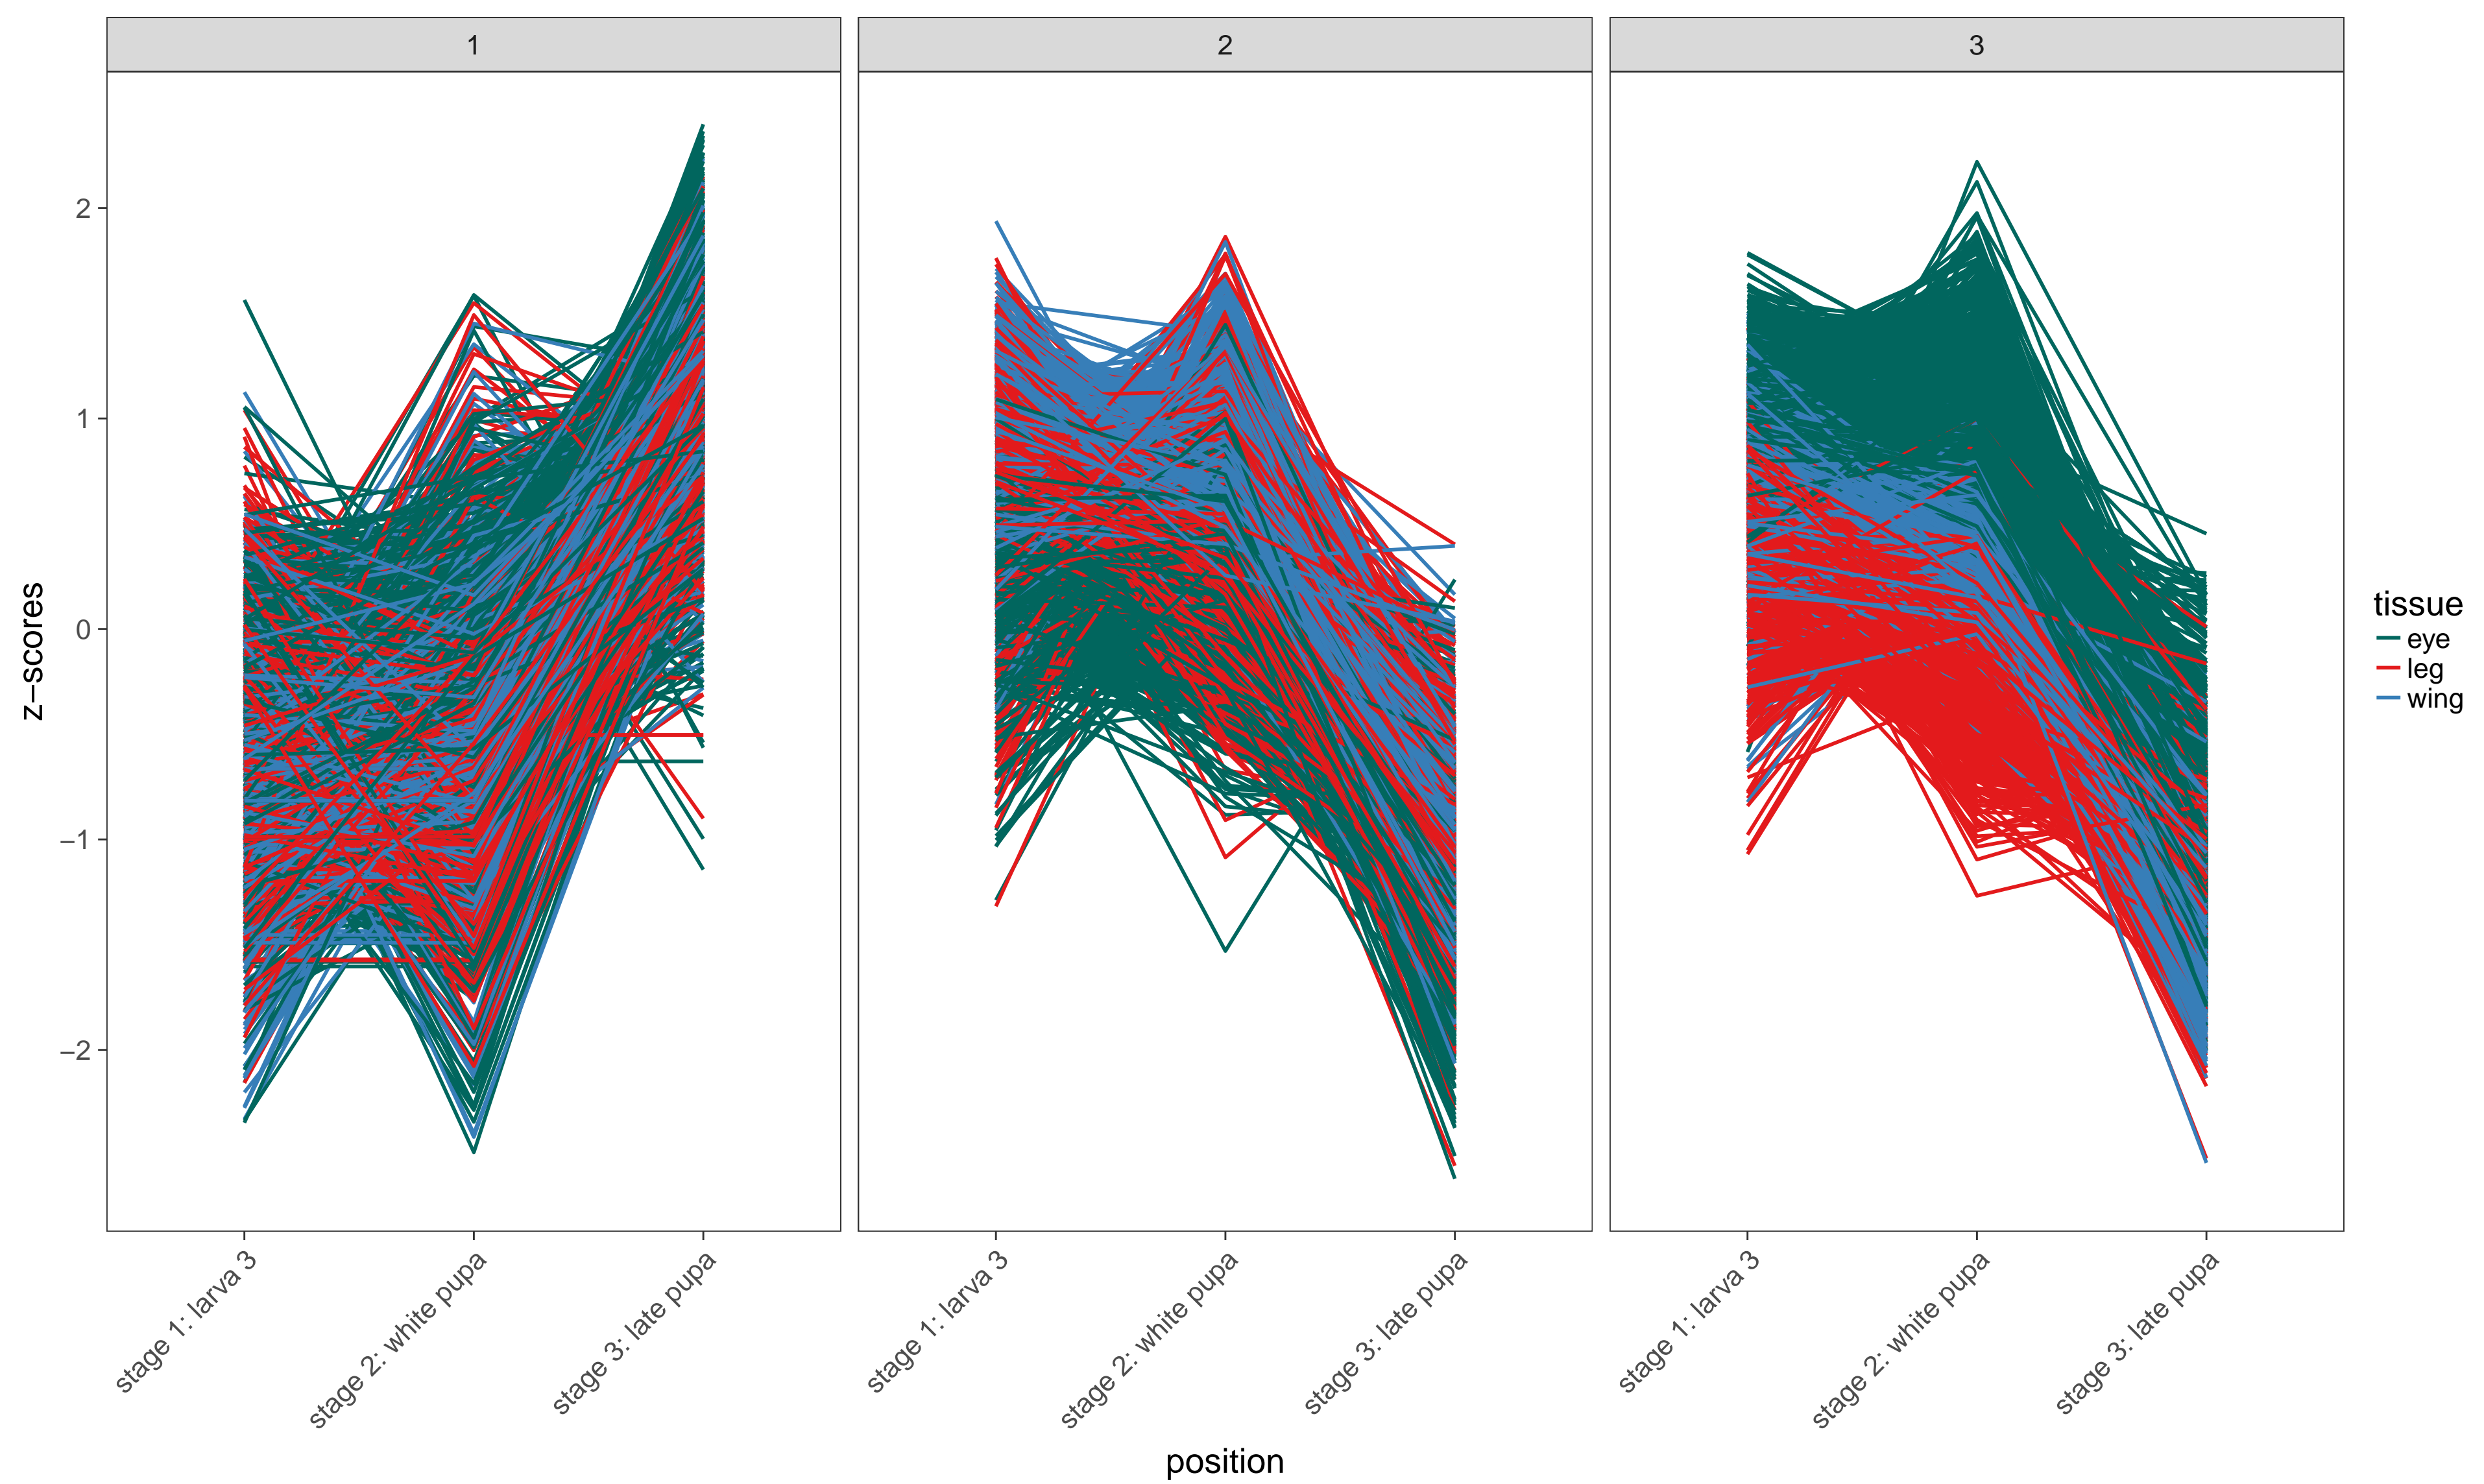 1
2
3
2
1
0
−1
−2
z−scores
stage 1: larva 3
stage 2: white pupa
stage 3: late pupa
stage 1: larva 3
stage 2: white pupa
stage 3: late pupa
stage 1: larva 3
stage 2: white pupa
stage 3: late pupa
position
tissue
eye
leg
wing